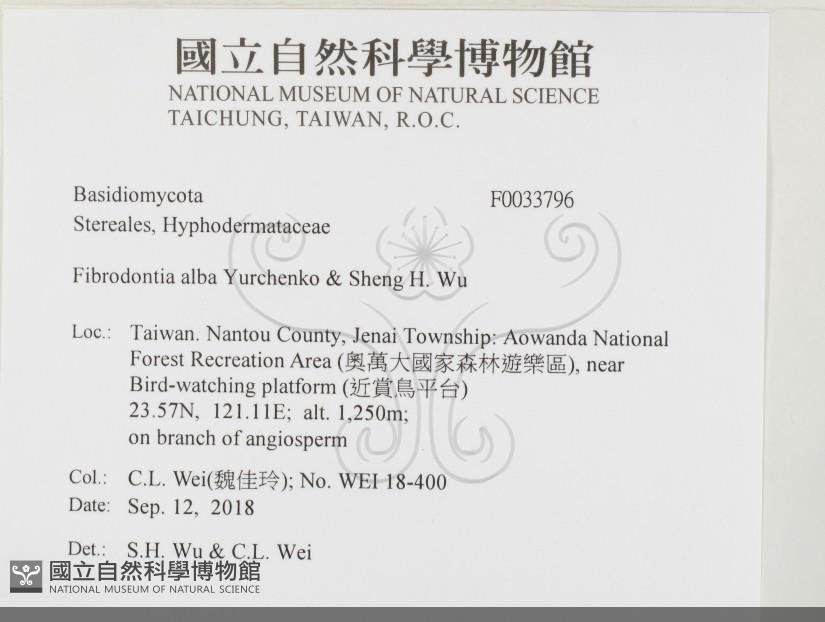 國立自然科學博物館
NATIONAL MUSEUM OF NATURAL SCIENCE
TAICHUNG, TAIWAN, R.O.C.
Basidiomycota F0033796
Stereales, Hyphodermataceae
Fibrodontia alba Yurchenko & Sheng H. Wu
Loc.: Taiwan. Nantou County, Jenai Township: Aowanda National
Forest Recreation Area (奧萬大國家森林遊樂區), near
Bird-watching platform (近賞鳥平台)
23.57N, 121.11E; alt. 1,250m;
on branch of angiosperm
Col.: C.L. Wei(魏佳玲); No. WEI 18-400
Date: Sep. 12, 2018
Det.: S.H. Wu & C.L. Wei
國立自然科學博物館
NATIONAL MUSEUM OF NATURAL SCIENCE